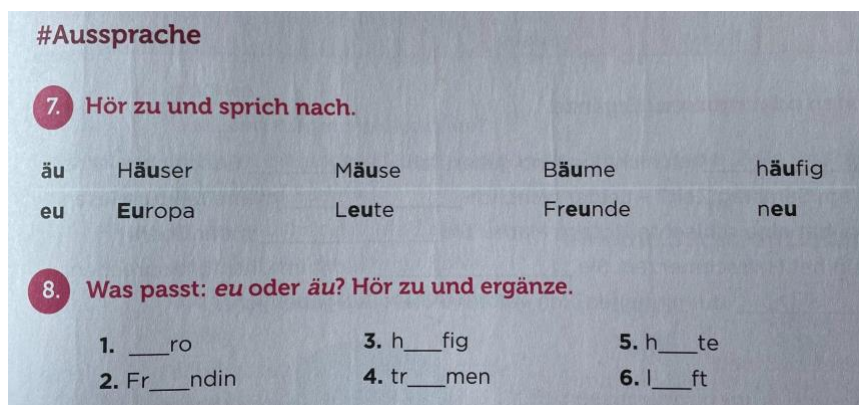 #Aussprache
7. Hör zu und sprich nach.
äu Häuser Mäuse Bäume häufig
eu Europa Leute Freunde neu
8. Was passt: eu oder äu? Hör zu und ergänze.
1. ___ro 3. h___fig 5. h___te
2. Fr___ndin 4. tr___men 6. l___ft